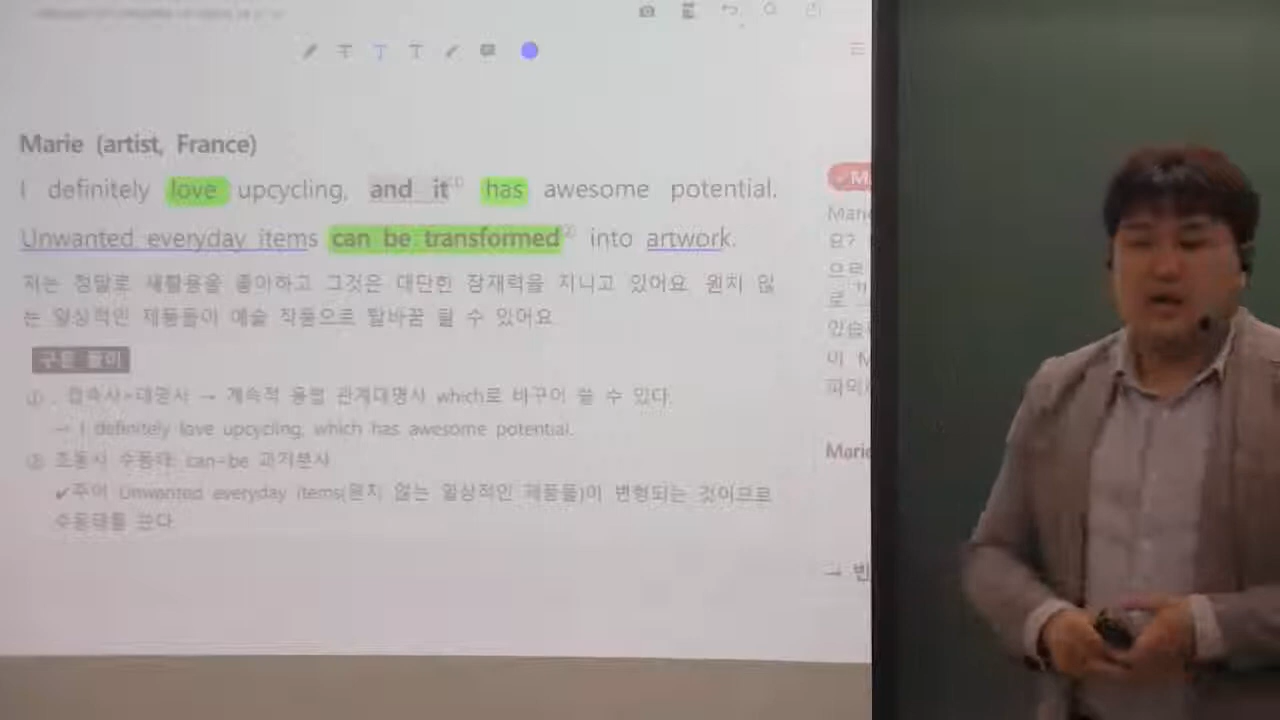 Marie (artist, France)
I definitely love upcycling, and it⁽¹⁾ has awesome potential.
Unwanted everyday items can be transformed⁽²⁾ into artwork.
저는 정말로 새활용을 좋아하고 그것은 대단한 잠재력을 지니고 있어요. 원치 않
는 일상적인 제품들이 예술 작품으로 탈바꿈 될 수 있어요.
구문 풀이
① 접속사+대명사 → 계속적 용법 관계대명사 which로 바꾸어 쓸 수 있다.
→ I definitely love upcycling, which has awesome potential.
② 조동사 수동태: can+be 과거분사
✔주어 Unwanted everyday items(원치 않는 일상적인 제품들)이 변형되는 것이므로
수동태를 쓴다.
Marie